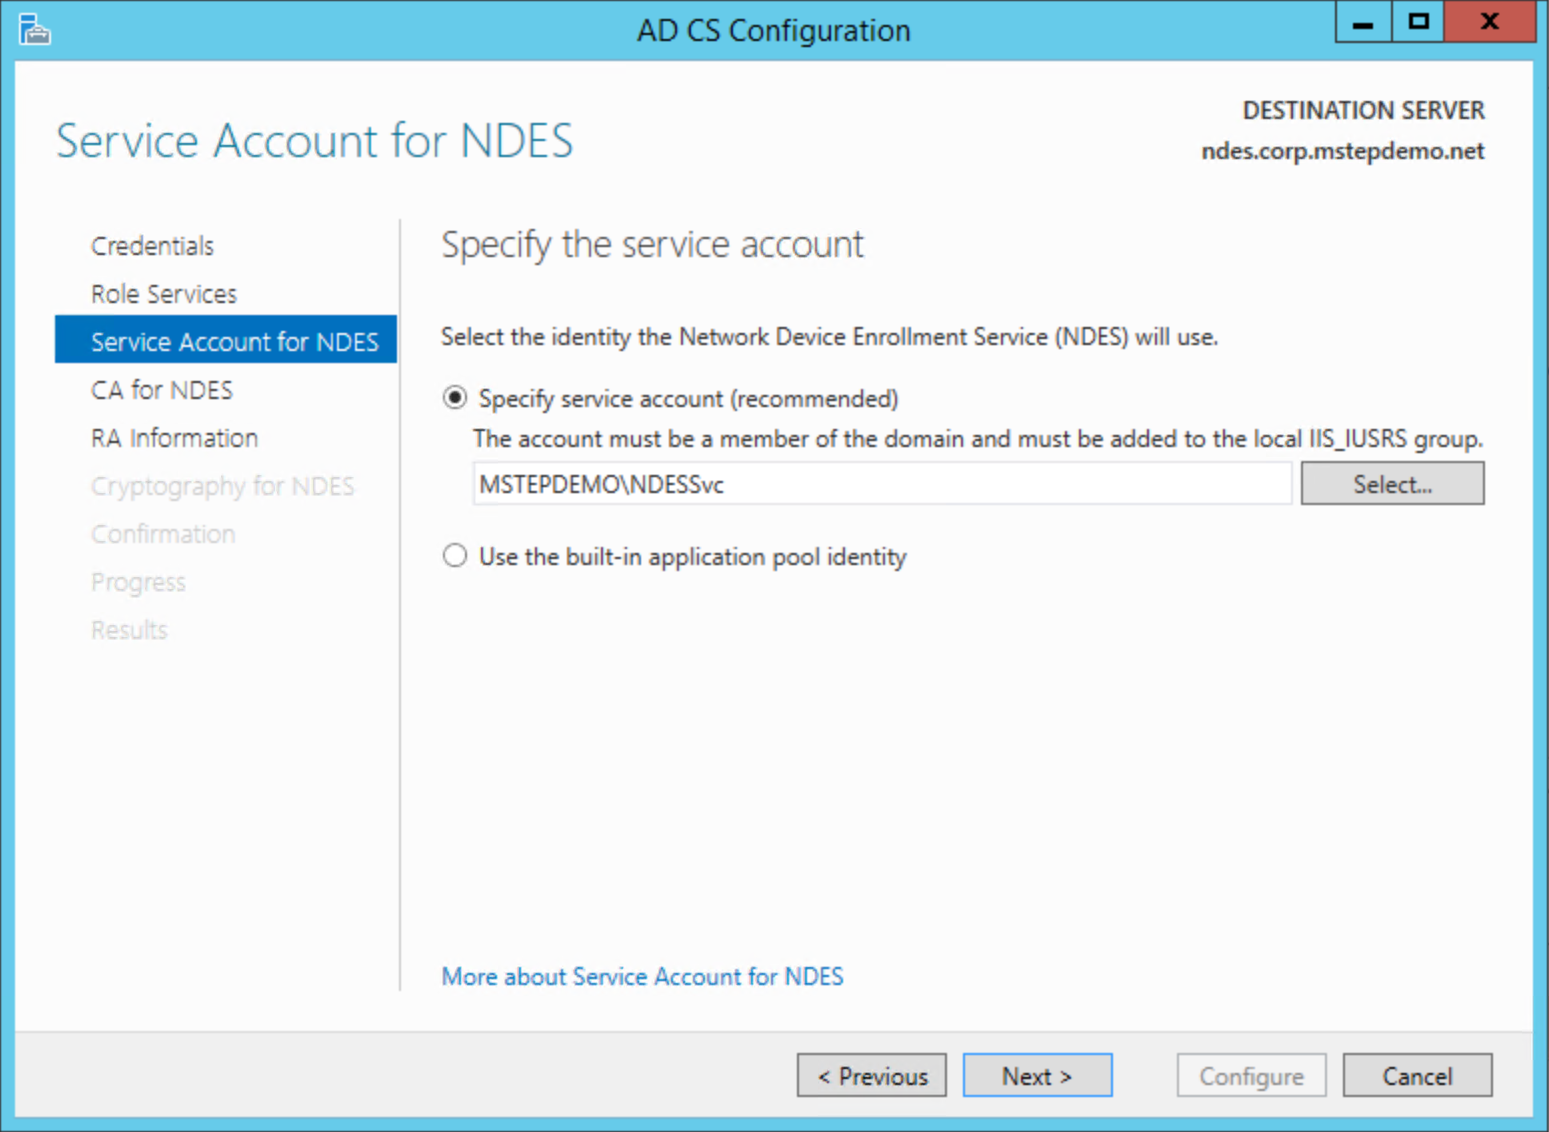 AD CS Configuration
Service Account for NDES
DESTINATION SERVER
ndes.corp.mstepdemo.net
Credentials
Role Services
Service Account for NDES
CA for NDES
RA Information
Cryptography for NDES
Confirmation
Progress
Results
Specify the service account
Select the identity the Network Device Enrollment Service (NDES) will use.
Specify service account (recommended)
The account must be a member of the domain and must be added to the local IIS_IUSRS group.
MSTEPDEMO\NDESSvc
Select...
Use the built-in application pool identity
More about Service Account for NDES
< Previous
Next >
Configure
Cancel